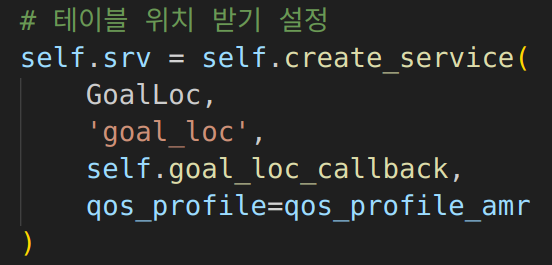 # 테이블 위치 받기 설정
self.srv = self.create_service(
    GoalLoc,
    'goal_loc',
    self.goal_loc_callback,
    qos_profile=qos_profile_amr
)